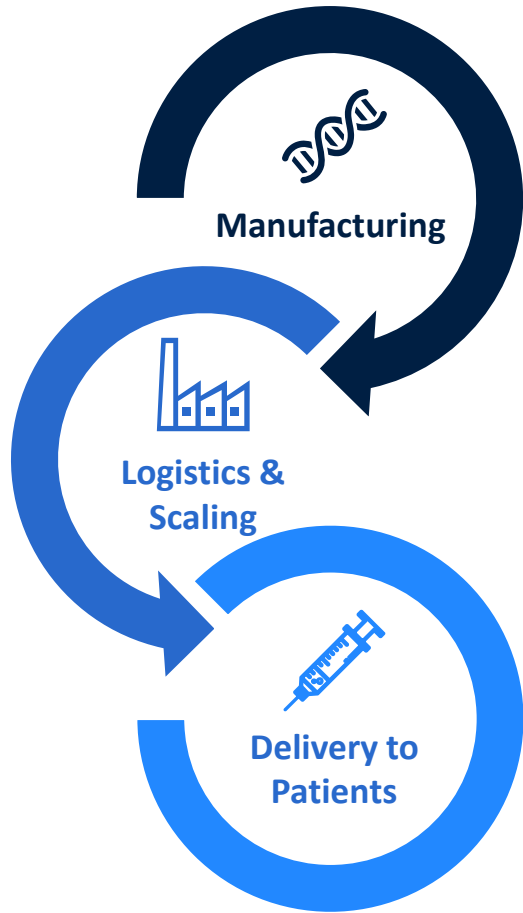 Manufacturing
Logistics &
Scaling
Delivery to
Patients